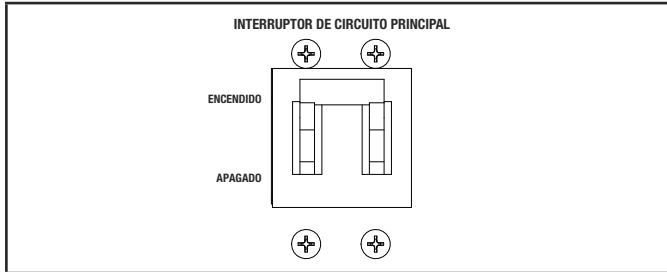 INTERRUPTOR DE CIRCUITO PRINCIPAL
ENCENDIDO
APAGADO